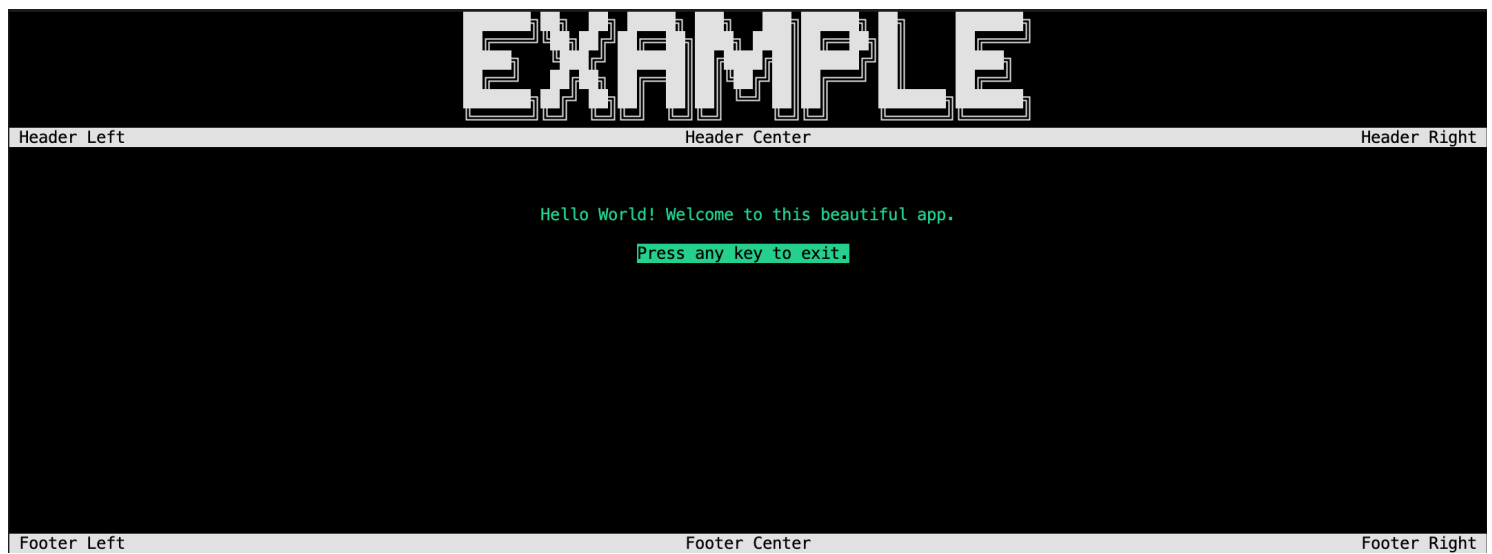 EXAMPLE
Header Left Header Center Header Right
Hello World! Welcome to this beautiful app.
Press any key to exit.
Footer Left Footer Center Footer Right